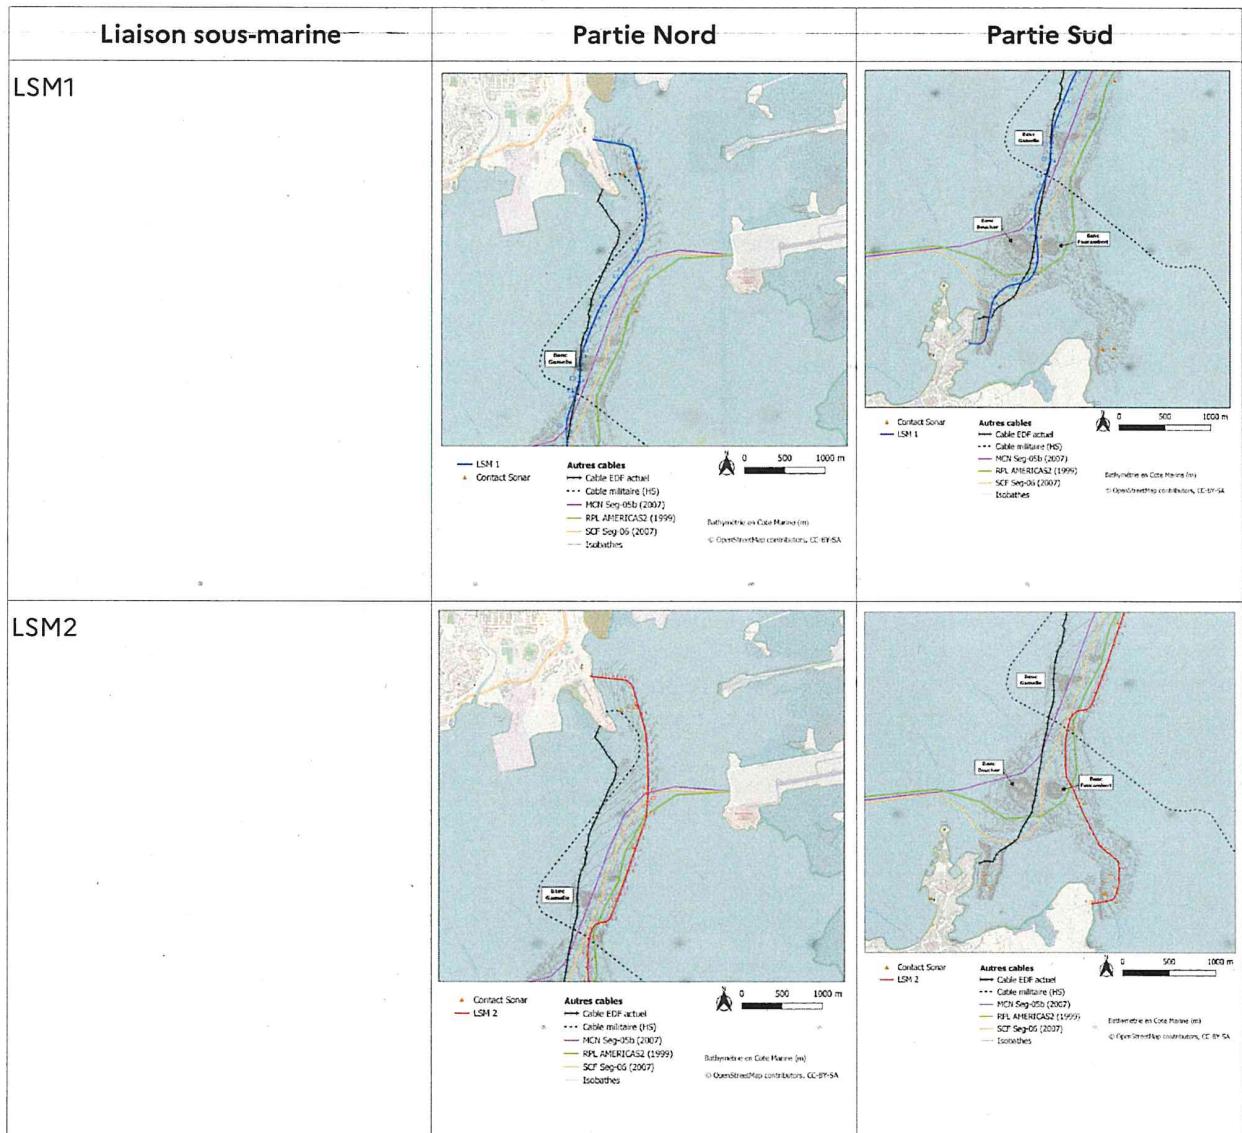 Liaison sous-marine
Partie Nord
Partie Sud
LSM1
Banc
Gamelle
LSM 1
Contact Sonar
Autres cables
Cable EDF actuel
Cable militaire (HS)
MCN Seg-05b (2007)
RPL AMERICAS2 (1999)
SCF Seg-06 (2007)
Isobathes
N
0 500 1000 m
Bathymétrie en Cote Marine (m)
© OpenStreetMap contributors, CC-BY-SA
Banc
Gamelle
Banc
Boucher
Banc
Contact Sonar
LSM 1
Autres cables
Cable EDF actuel
Cable militaire (HS)
MCN Seg-05b (2007)
RPL AMERICAS2 (1999)
SCF Seg-06 (2007)
Isobathes
0 500 1000 m
Bathymétrie en Cote Marine (m)
© OpenStreetMap contributors, CC-BY-SA
LSM2
Banc
Gamelle
Contact Sonar
LSM 2
Autres cables
Cable EDF actuel
Cable militaire (HS)
MCN Seg-05b (2007)
RPL AMERICAS2 (1999)
SCF Seg-06 (2007)
Isobathes
0 500 1000 m
Bathymétrie en Cote Marine (m)
© OpenStreetMap contributors, CC-BY-SA
Banc
Gamelle
Banc
Boucher
Banc
Contact Sonar
LSM 2
Autres cables
Cable EDF actuel
Cable militaire (HS)
MCN Seg-05b (2007)
RPL AMERICAS2 (1999)
SCF Seg-06 (2007)
Isobathes
0 500 1000 m
Bathymétrie en Cote Marine (m)
© OpenStreetMap contributors, CC-BY-SA